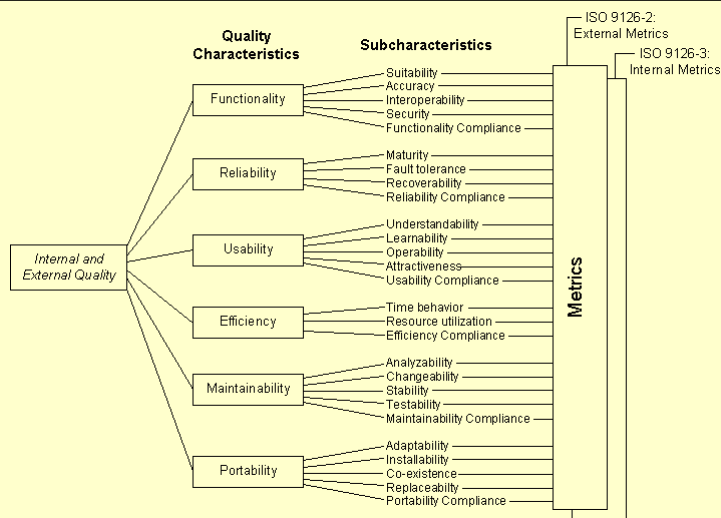 Quality
Characteristics
Subcharacteristics
ISO 9126-2:
External Metrics
ISO 9126-3:
Internal Metrics
Internal and
External Quality
Functionality
Suitability
Accuracy
Interoperability
Security
Functionality Compliance
Reliability
Maturity
Fault tolerance
Recoverability
Reliability Compliance
Usability
Understandability
Learnability
Operability
Attractiveness
Usability Compliance
Efficiency
Time behavior
Resource utilization
Efficiency Compliance
Maintainability
Analyzability
Changeability
Stability
Testability
Maintainability Compliance
Portability
Adaptability
Installability
Co-existence
Replaceabilty
Portability Compliance
Metrics